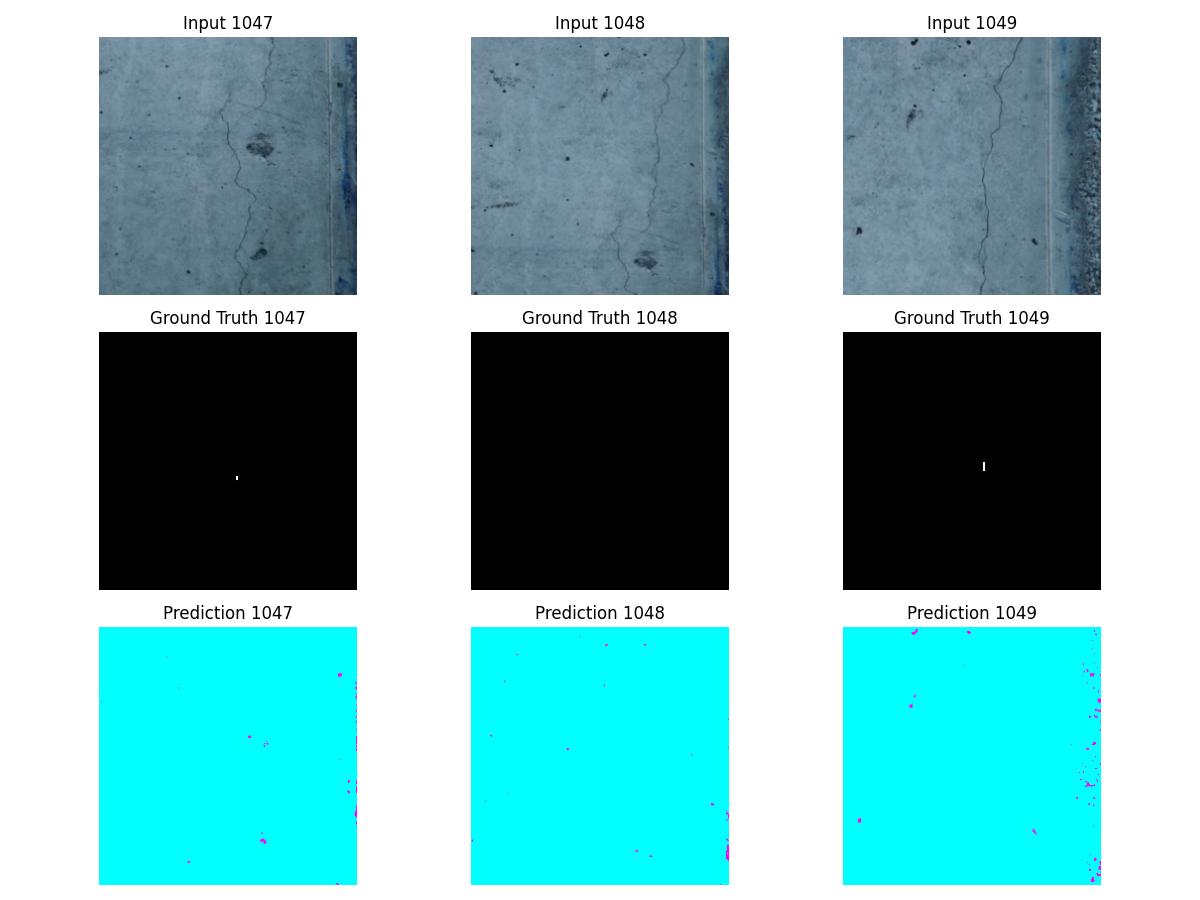 Input 1047
Input 1048
Input 1049
Ground Truth 1047
Ground Truth 1048
Ground Truth 1049
Prediction 1047
Prediction 1048
Prediction 1049